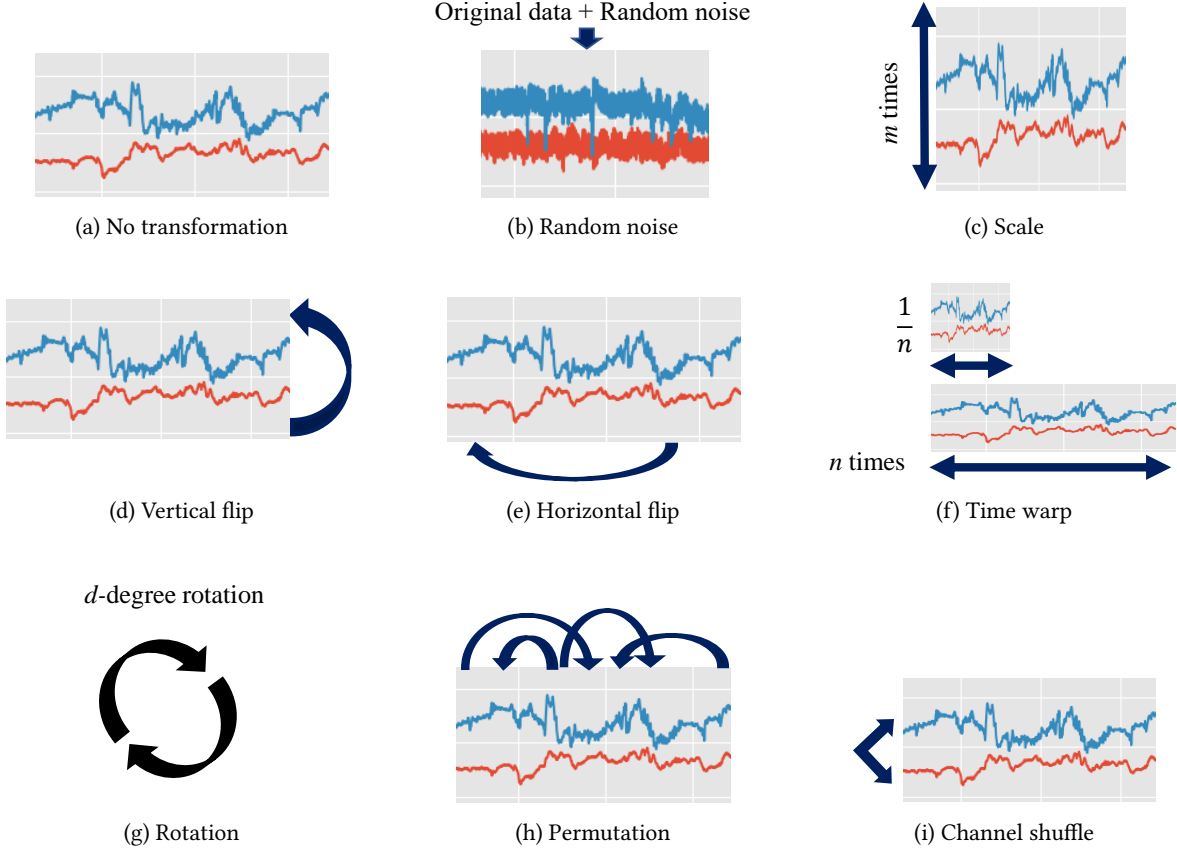 Original data + Random noise
m times
(a) No transformation
(b) Random noise
(c) Scale
1
n
n times
(d) Vertical flip
(e) Horizontal flip
(f) Time warp
d-degree rotation
(g) Rotation
(h) Permutation
(i) Channel shuffle